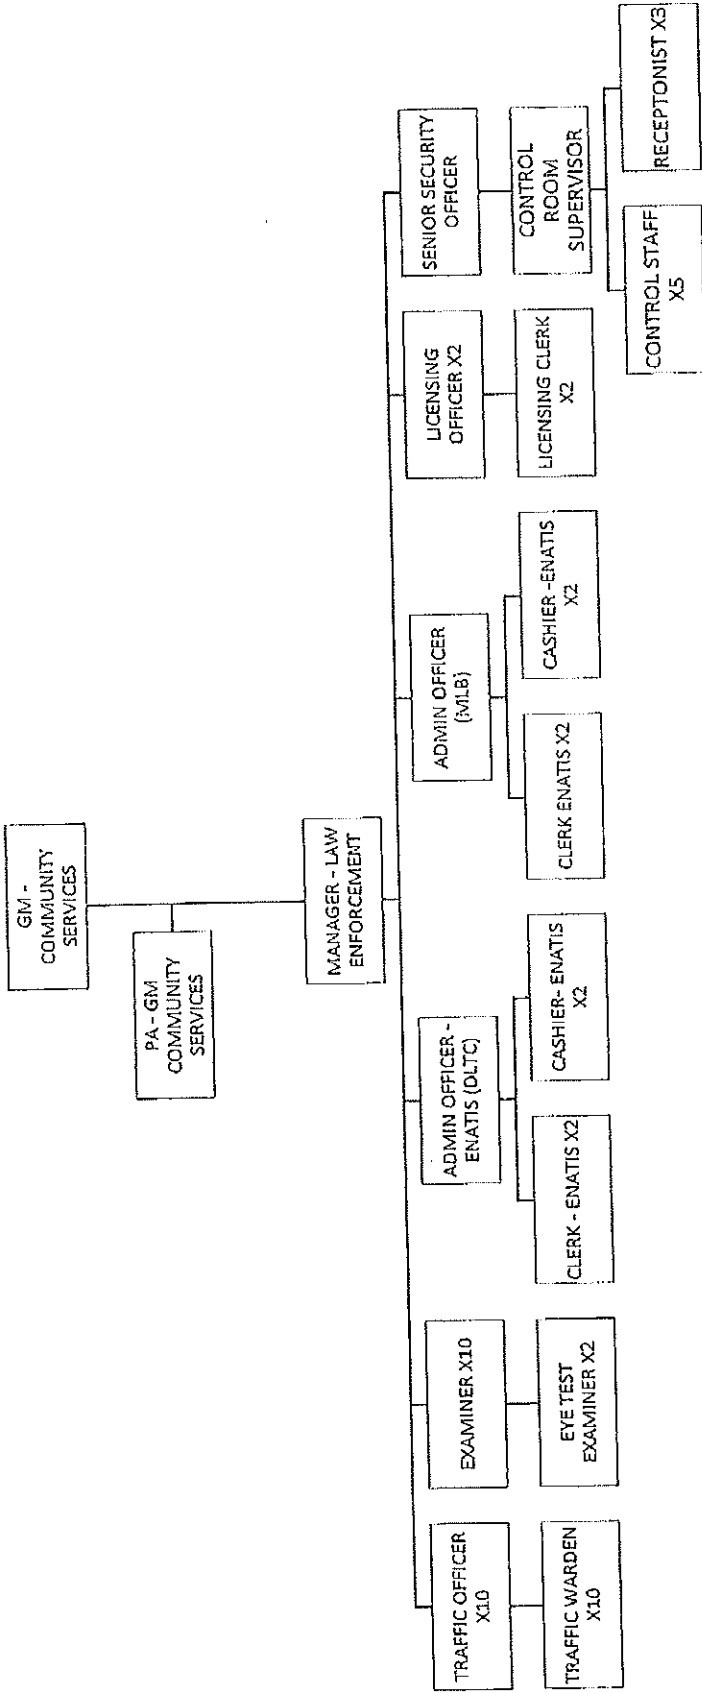 GM -
COMMUNITY
SERVICES
PA - GM
COMMUNITY
SERVICES
MANAGER - LAW
ENFORCEMENT
TRAFFIC OFFICER
X10
EXAMINER X10
ADMIN OFFICER -
ENATIS (DLTC)
ADMIN OFFICER
(MLB)
LICENSING
OFFICER X2
SENIOR SECURITY
OFFICER
TRAFFIC WARDEN
X10
EYE TEST
EXAMINER X2
CLERK - ENATIS X2
CASHIER- ENATIS
X2
CLERK ENATIS X2
CASHIER -ENATIS
X2
LICENSING CLERK
X2
CONTROL
ROOM
SUPERVISOR
CONTROL STAFF
X5
RECEPTONIST X3